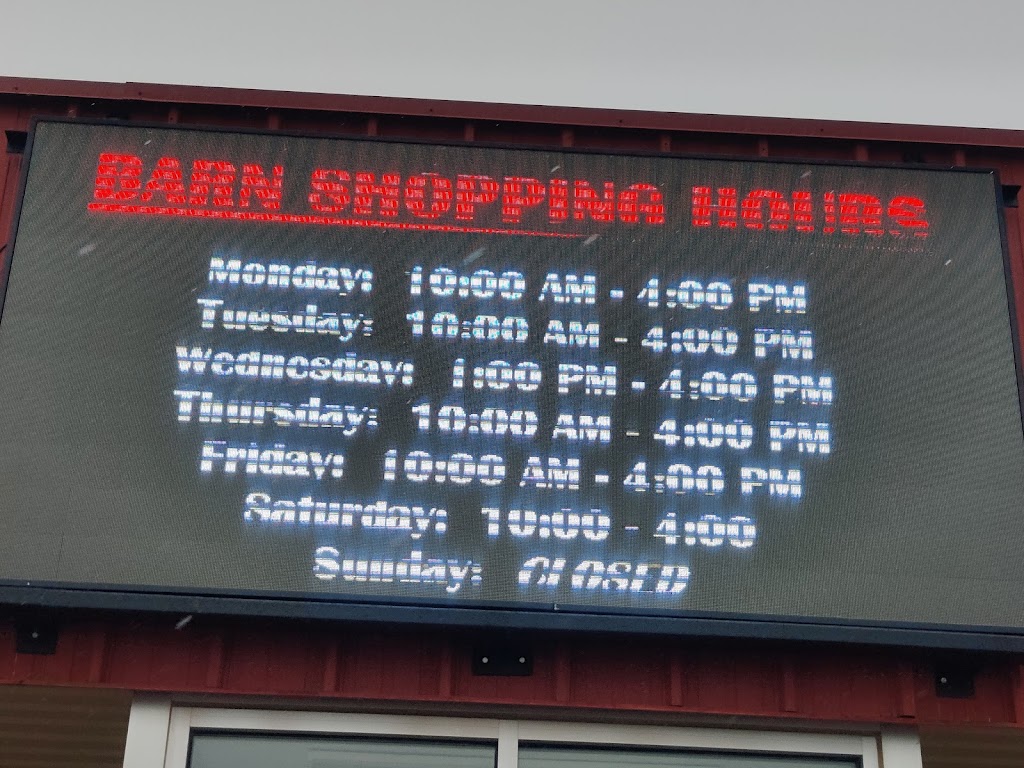 BARN SHOPPING HOURS
Monday: 10:00 AM - 4:00 PM
Tuesday: 10:00 AM - 4:00 PM
Wednesday: 1:00 PM - 4:00 PM
Thursday: 10:00 AM - 4:00 PM
Friday: 10:00 AM - 4:00 PM
Saturday: 10:00 - 4:00
Sunday: CLOSED